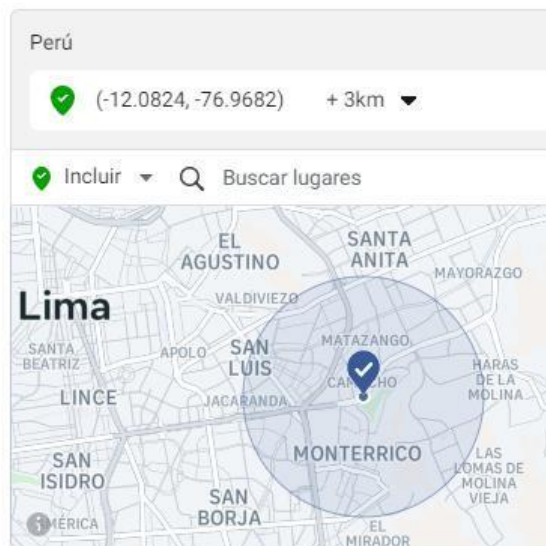 Perú
(-12.0824, -76.9682) + 3km
Incluir Buscar lugares
EL
AGUSTINO
SANTA
ANITA
MAYORAZGO
Lima
VALDIVIEZO
SANTA
BEATRIZ
APOLO
SAN
LUIS
MATAZANGO
HARAS
DE LA
MOLINA
LINCE
JACARANDA
MONTERRICO
SAN
ISIDRO
LAS
LOMAS DE
MOLINA
VIEJA
SAN
BORJA
EL
MIRADOR